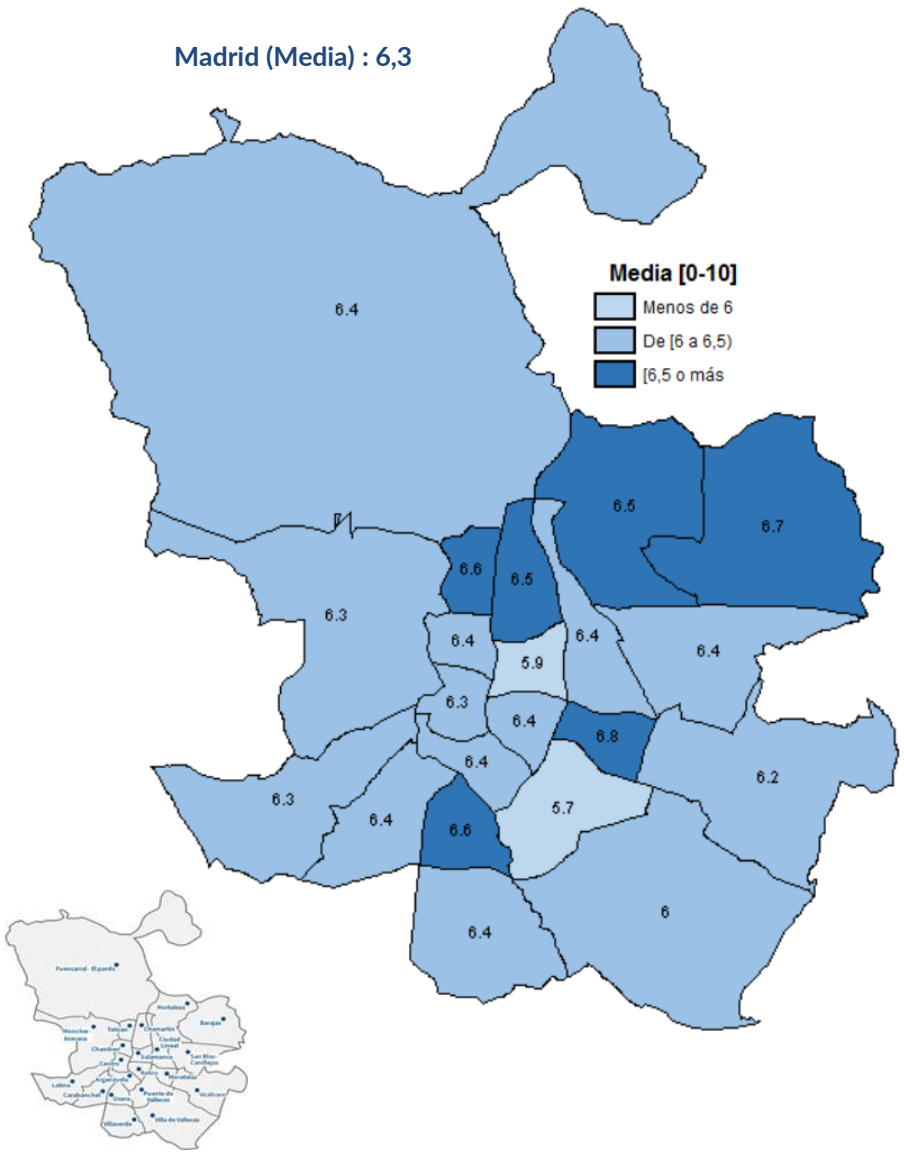 Madrid (Media) : 6,3
Media [0-10]
Menos de 6
De [6 a 6,5)
[6,5 o más
6.4
6.5
6.7
6.6
6.5
6.3
6.4
6.4
5.9
6.4
6.3
6.4
6.8
6.4
6.2
6.3
6.4
6.6
5.7
6
6.4
Fuencarral - El pardo
Hortaleza
Barajas
Moncloa-
Aravaca
Tetuan
Chamartin
Ciudad
Lineal
Chamberi
Salamanca
San Blas-
Canillejas
Centro
Retiro
Arganzuela
Moratalaz
Latina
Carabanchel
Usera
Puente de
Vallecas
Vicálvaro
Villaverde
Villa de Vallecas